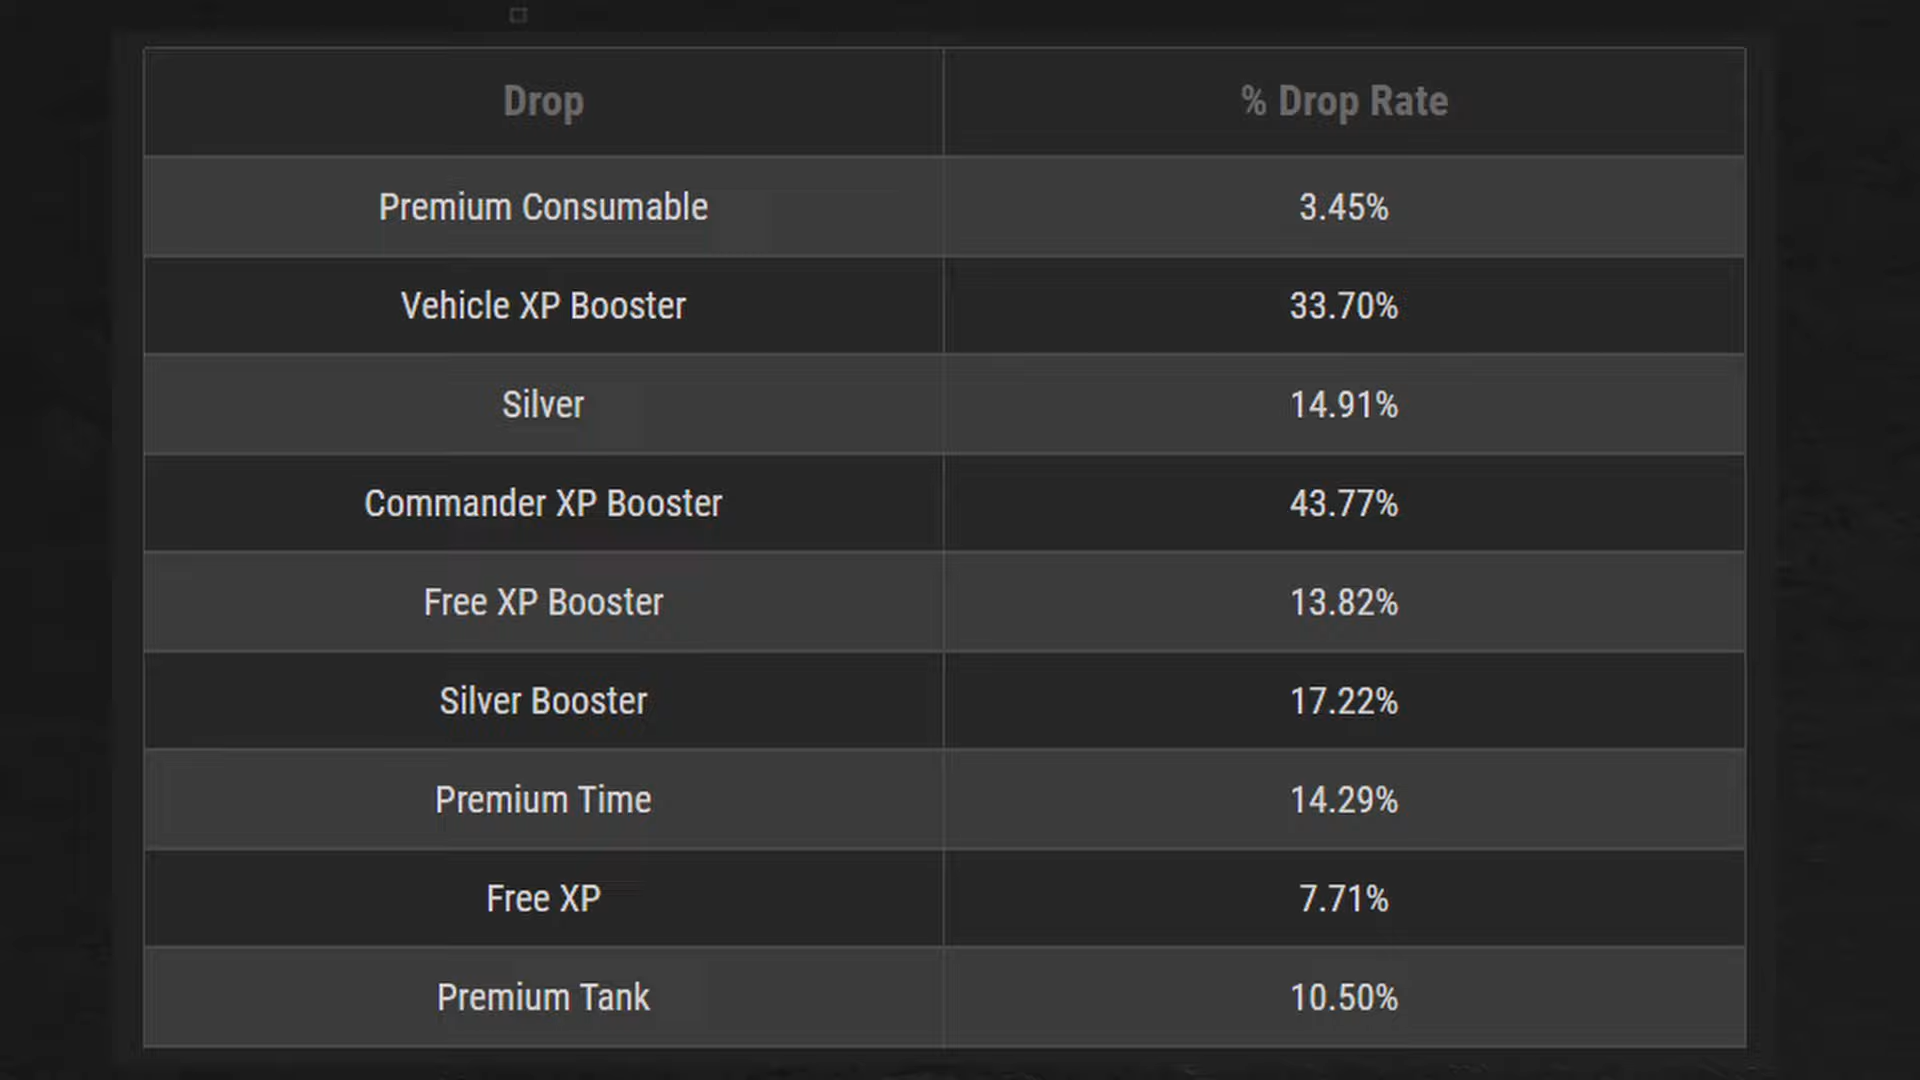 Drop % Drop Rate
Premium Consumable 3.45%
Vehicle XP Booster 33.70%
Silver 14.91%
Commander XP Booster 43.77%
Free XP Booster 13.82%
Silver Booster 17.22%
Premium Time 14.29%
Free XP 7.71%
Premium Tank 10.50%